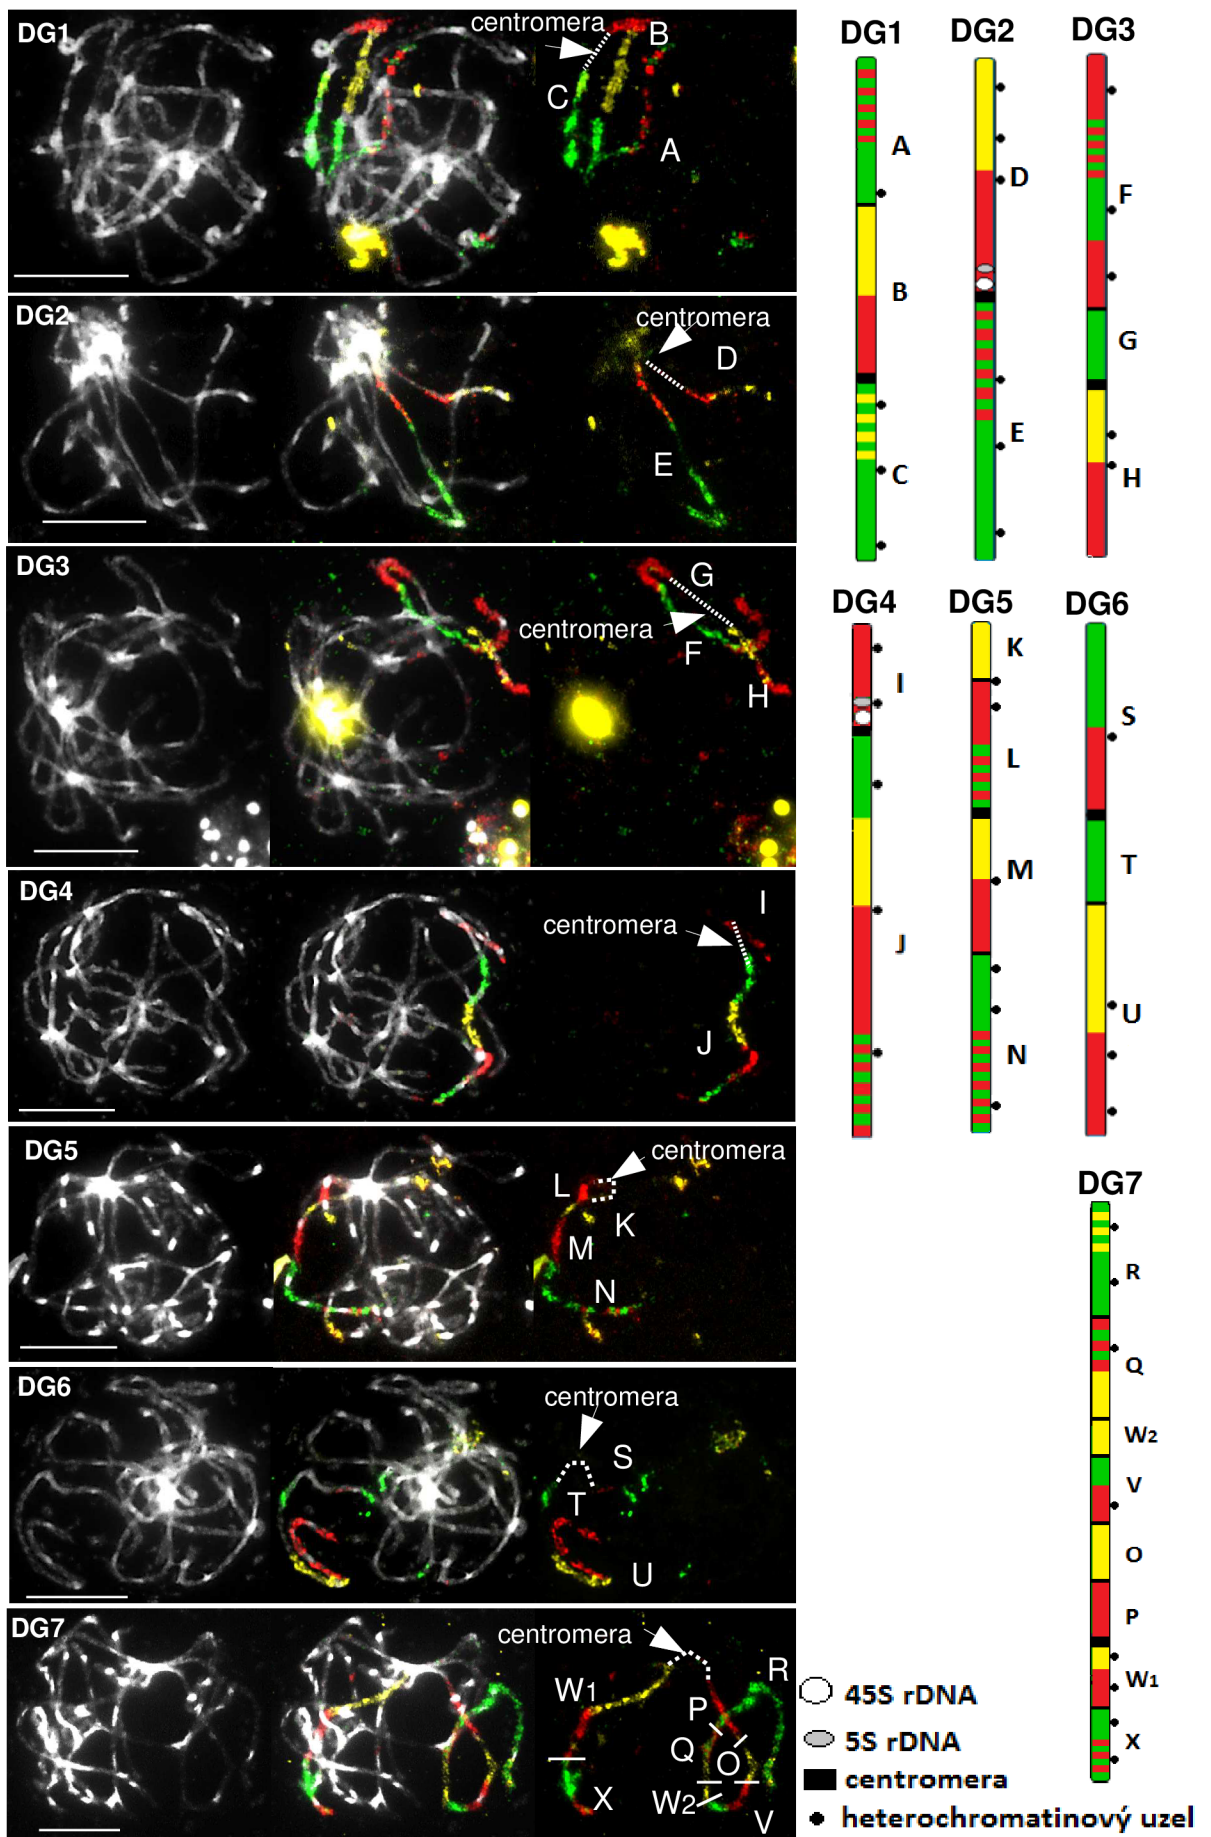 DG1
centromera
B
C
A
DG2
centromera
D
E
DG3
G
centromera
F
H
DG4
I
centromera
J
DG5
centromera
L
K
M
N
DG6
centromera
S
T
U
DG7
centromera
R
W1
P
Q
O
X
W2
V
DG1
A
B
C
DG2
D
E
DG3
F
G
H
DG4
I
J
DG5
K
L
M
N
DG6
S
T
U
DG7
R
Q
W2
V
O
P
W1
X
45S rDNA
5S rDNA
centromera
heterochromatinový uzel